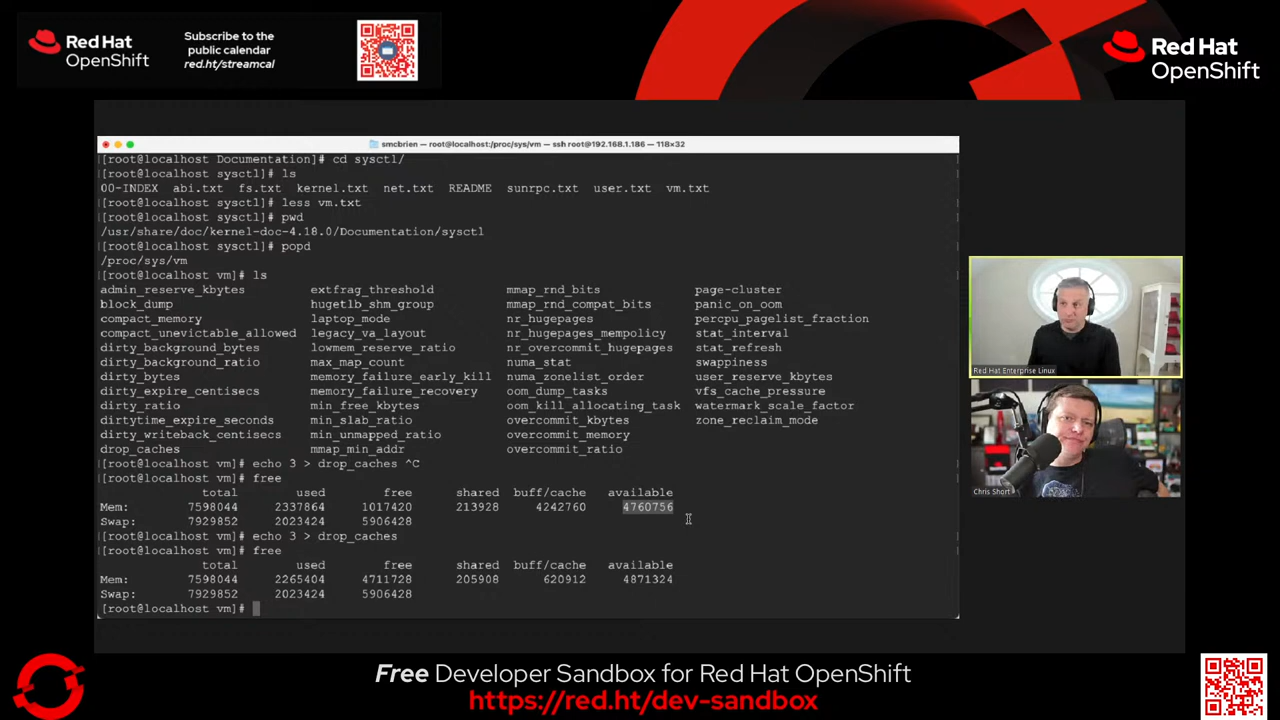 Red Hat
OpenShift
Subscribe to the
public calendar
red.ht/streamcal
Red Hat
OpenShift
smcbrien — root@localhost:/proc/sys/vm — ssh root@192.168.1.186 — 118×32
[root@localhost Documentation]# cd sysctl/
[root@localhost sysctl]# ls
00-INDEX abi.txt fs.txt kernel.txt net.txt README sunrpc.txt user.txt vm.txt
[root@localhost sysctl]# less vm.txt
[root@localhost sysctl]# pwd
/usr/share/doc/kernel-doc-4.18.0/Documentation/sysctl
[root@localhost sysctl]# popd
/proc/sys/vm
[root@localhost vm]# ls
admin_reserve_kbytes extfrag_threshold mmap_rnd_bits page-cluster
block_dump hugetlb_shm_group mmap_rnd_compat_bits panic_on_oom
compact_memory laptop_mode nr_hugepages percpu_pagelist_fraction
compact_unevictable_allowed legacy_va_layout nr_hugepages_mempolicy stat_interval
dirty_background_bytes lowmem_reserve_ratio nr_overcommit_hugepages stat_refresh
dirty_background_ratio max_map_count numa_stat swappiness
dirty_bytes memory_failure_early_kill numa_zonelist_order user_reserve_kbytes
dirty_expire_centisecs memory_failure_recovery oom_dump_tasks vfs_cache_pressure
dirty_ratio min_free_kbytes oom_kill_allocating_task watermark_scale_factor
dirtytime_expire_seconds min_slab_ratio overcommit_kbytes zone_reclaim_mode
dirty_writeback_centisecs min_unmapped_ratio overcommit_memory
drop_caches mmap_min_addr overcommit_ratio
[root@localhost vm]# echo 3 > drop_caches ^C
[root@localhost vm]# free
total used free shared buff/cache available
Mem: 7598044 2337864 1017420 213928 4242760 4760756
Swap: 7929852 2023424 5906428
[root@localhost vm]# echo 3 > drop_caches
[root@localhost vm]# free
total used free shared buff/cache available
Mem: 7598044 2265404 4711728 205908 620912 4871324
Swap: 7929852 2023424 5906428
[root@localhost vm]#
Red Hat Enterprise Linux
Chris Short
Free Developer Sandbox for Red Hat OpenShift
https://red.ht/dev-sandbox